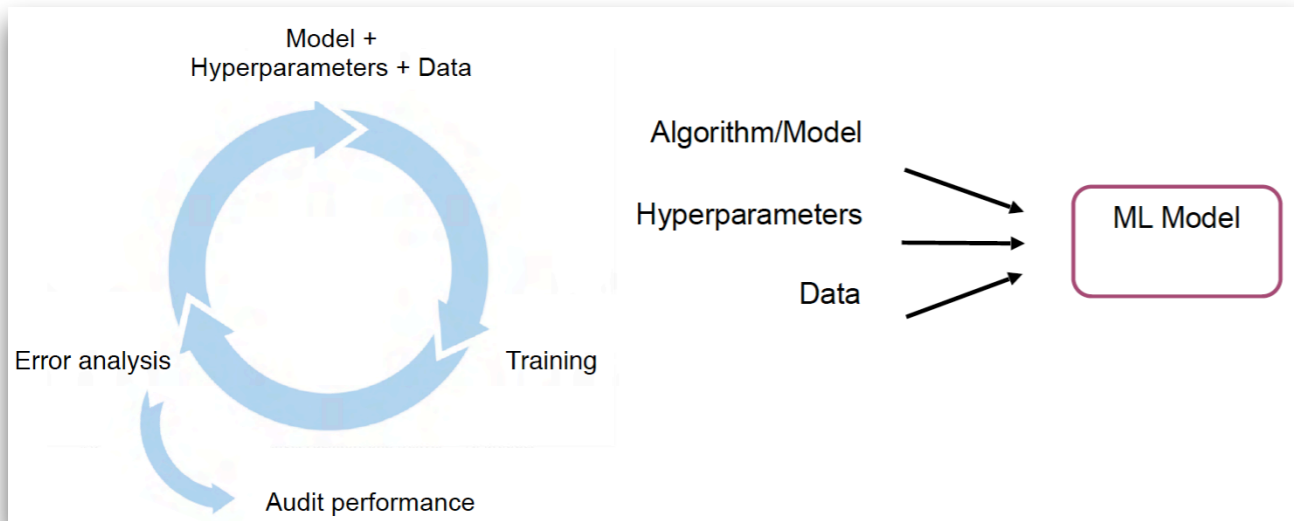 Model +
Hyperparameters + Data
Training
Error analysis
Audit performance
Algorithm/Model
Hyperparameters
Data
ML Model